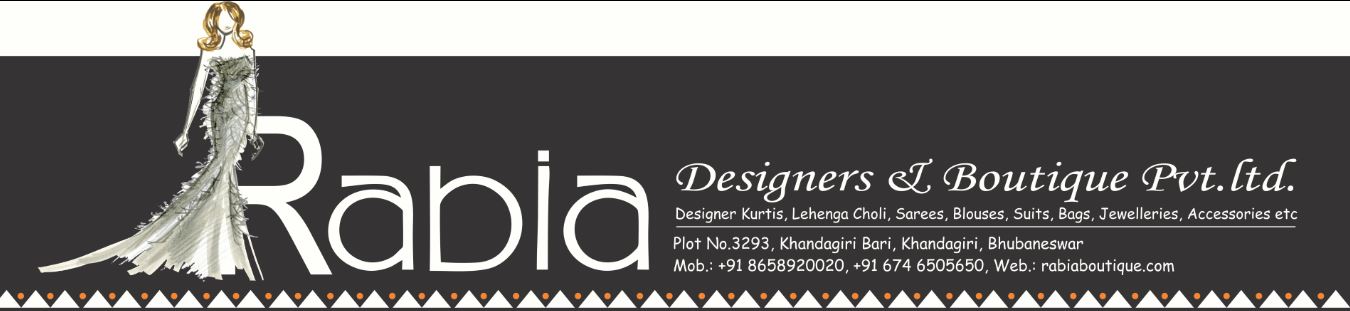 Rabia
Designers & Boutique Pvt.ltd.
Designer Kurtis, Lehenga Choli, Sarees, Blouses, Suits, Bags, Jewelleries, Accessories etc
Plot No.3293, Khandagiri Bari, Khandagiri, Bhubaneswar
Mob.: +91 8658920020, +91 674 6505650, Web.: rabiaboutique.com